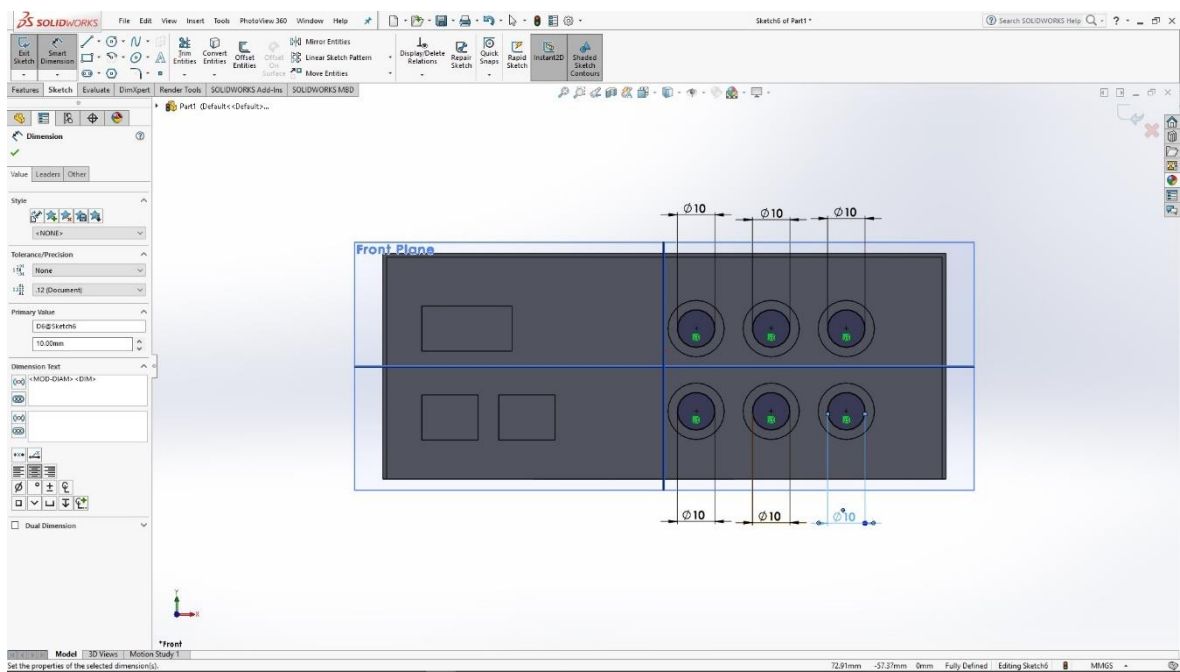 SOLIDWORKS File Edit View Insert Tools PhotoView 360 Window Help Sketch6 of Part1 * Search SOLIDWORKS Help
Exit Sketch Smart Dimension Trim Entities Convert Entities Offset Entities Offset On Surface Mirror Entities Linear Sketch Pattern Move Entities Display/Delete Relations Repair Sketch Quick Snaps Rapid Sketch Instant2D Shaded Sketch Contours
Features Sketch Evaluate DimXpert Render Tools SOLIDWORKS Add-Ins SOLIDWORKS MBD
Part1 (Default<<Default>...
Dimension
Value Leaders Other
Style
<NONE>
Tolerance/Precision
None
.12 (Document)
Primary Value
D6@Sketch6
10.00mm
Dimension Text
<MOD-DIAM><DIM>
Dual Dimension
Ø10 Ø10 Ø10
Front Plane
Ø10 Ø10 Ø10
Y
X
*Front
Model 3D Views Motion Study 1
Set the properties of the selected dimension(s). 72.91mm -57.37mm 0mm Fully Defined Editing Sketch6 MMGS